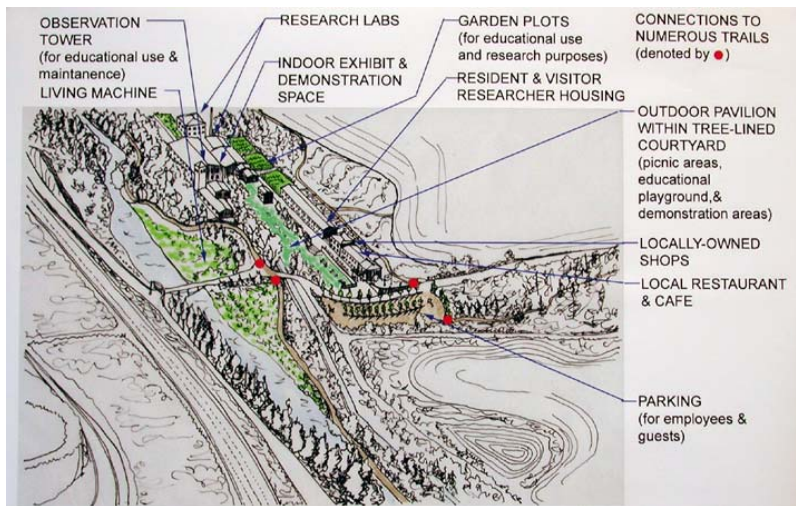 OBSERVATION
TOWER
(for educational use &
maintanence)
LIVING MACHINE
RESEARCH LABS
INDOOR EXHIBIT &
DEMONSTRATION
SPACE
GARDEN PLOTS
(for educational use
and research purposes)
RESIDENT & VISITOR
RESEARCHER HOUSING
CONNECTIONS TO
NUMEROUS TRAILS
(denoted by )
OUTDOOR PAVILION
WITHIN TREE-LINED
COURTYARD
(picnic areas,
educational
playground,&
demonstration areas)
LOCALLY-OWNED
SHOPS
LOCAL RESTAURANT
& CAFE
PARKING
(for employees &
guests)